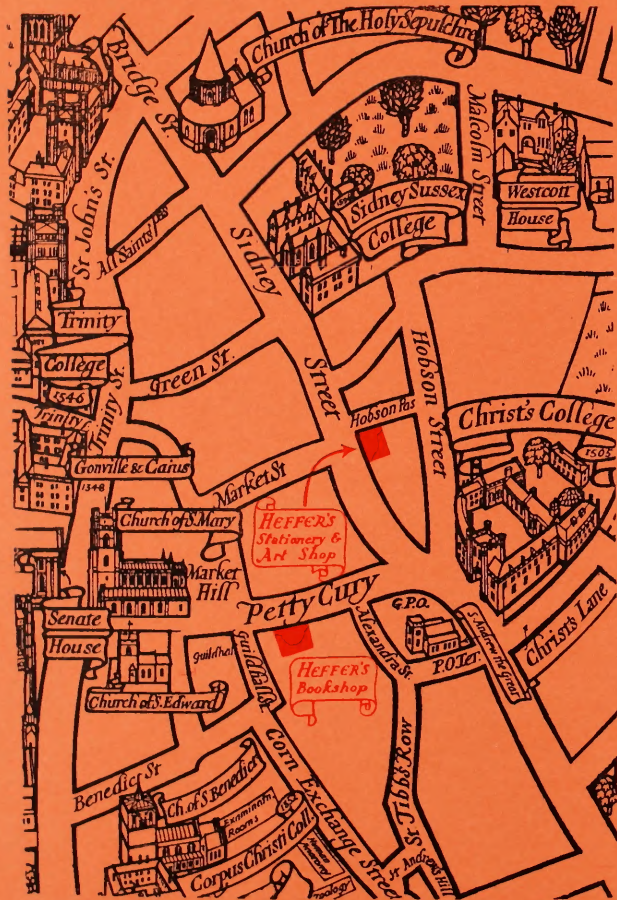 Church of The Holy Sepulchre
Bridge St.
Malcolm Street
Sidney Sussex
College
Westcott
House
St John's St.
All Saints Pas
Sidney
Street
Trinity
College
1546
Trinity St.
Green St.
Hobson Street
Hobson Pas
Christ's College
1505
Gonville & Caius
1348
Market St
Church of S. Mary
HEFFER'S
Stationery &
Art Shop
Market
Hill
Petty Cury
G.P.O.
S. Andrew the Great
Christ's Lane
Senate
House
Guildhall
Guildhall St.
Alexandra St.
P.O. Ter.
HEFFER'S
Bookshop
Church of S. Edward
Corn Exchange Street
St Tibbs Row
Benedict St
Ch. of S. Benedict
Examination
Rooms
Corpus Christi Coll.
St Andrew's Hill
Zoology